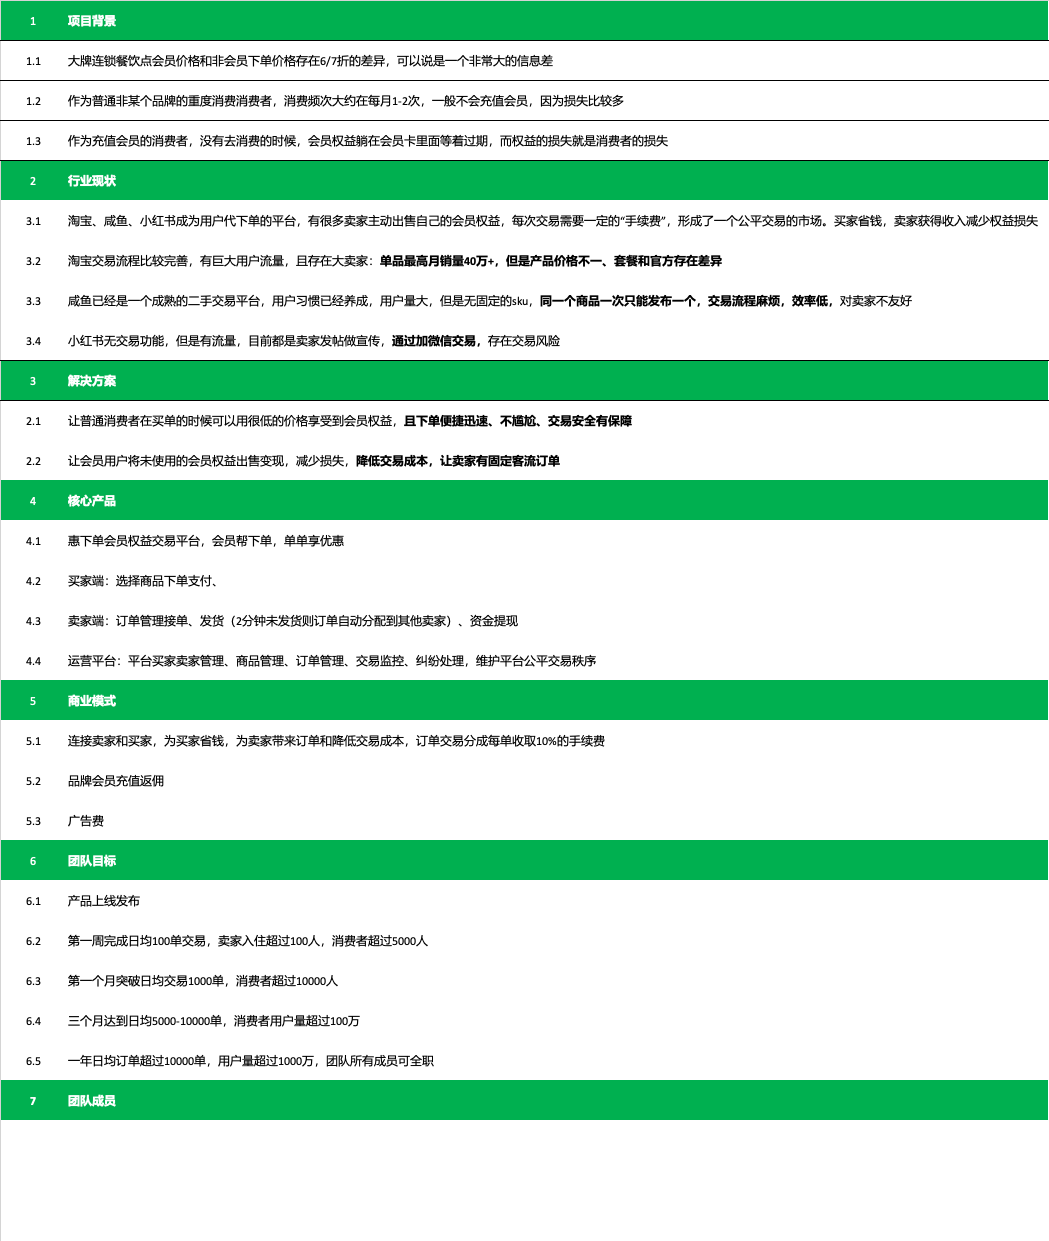 1 项目背景
1.1 大牌连锁餐饮点会员价格和非会员下单价格存在6/7折的差异，可以说是一个非常大的信息差
1.2 作为普通非某个品牌的重度消费消费者，消费频次大约在每月1-2次，一般不会充值会员，因为损失比较多
1.3 作为充值会员的消费者，没有去消费的时候，会员权益躺在会员卡里面等着过期，而权益的损失就是消费者的损失
2 行业现状
3.1 淘宝、咸鱼、小红书成为用户代下单的平台，有很多卖家主动出售自己的会员权益，每次交易需要一定的“手续费”，形成了一个公平交易的市场。买家省钱，卖家获得收入减少权益损失
3.2 淘宝交易流程比较完善，有巨大用户流量，且存在大卖家：单品最高月销量40万+，但是产品价格不一、套餐和官方存在差异
3.3 咸鱼已经是一个成熟的二手交易平台，用户习惯已经养成，用户量大，但是无固定的sku，同一个商品一次只能发布一个，交易流程麻烦，效率低，对卖家不友好
3.4 小红书无交易功能，但是有流量，目前都是卖家发帖做宣传，通过加微信交易，存在交易风险
3 解决方案
2.1 让普通消费者在买单的时候可以用很低的价格享受到会员权益，且下单便捷迅速、不尴尬、交易安全有保障
2.2 让会员用户将未使用的会员权益出售变现，减少损失，降低交易成本，让卖家有固定客流订单
4 核心产品
4.1 惠下单会员权益交易平台，会员帮下单，单单享优惠
4.2 买家端：选择商品下单支付、
4.3 卖家端：订单管理接单、发货（2分钟未发货则订单自动分配到其他卖家）、资金提现
4.4 运营平台：平台买家卖家管理、商品管理、订单管理、交易监控、纠纷处理，维护平台公平交易秩序
5 商业模式
5.1 连接卖家和买家，为买家省钱，为卖家带来订单和降低交易成本，订单交易分成每单收取10%的手续费
5.2 品牌会员充值返佣
5.3 广告费
6 团队目标
6.1 产品上线发布
6.2 第一周完成日均100单交易，卖家入住超过100人，消费者超过5000人
6.3 第一个月突破日均交易1000单，消费者超过10000人
6.4 三个月达到日均5000-10000单，消费者用户量超过100万
6.5 一年日均订单超过10000单，用户量超过1000万，团队所有成员可全职
7 团队成员